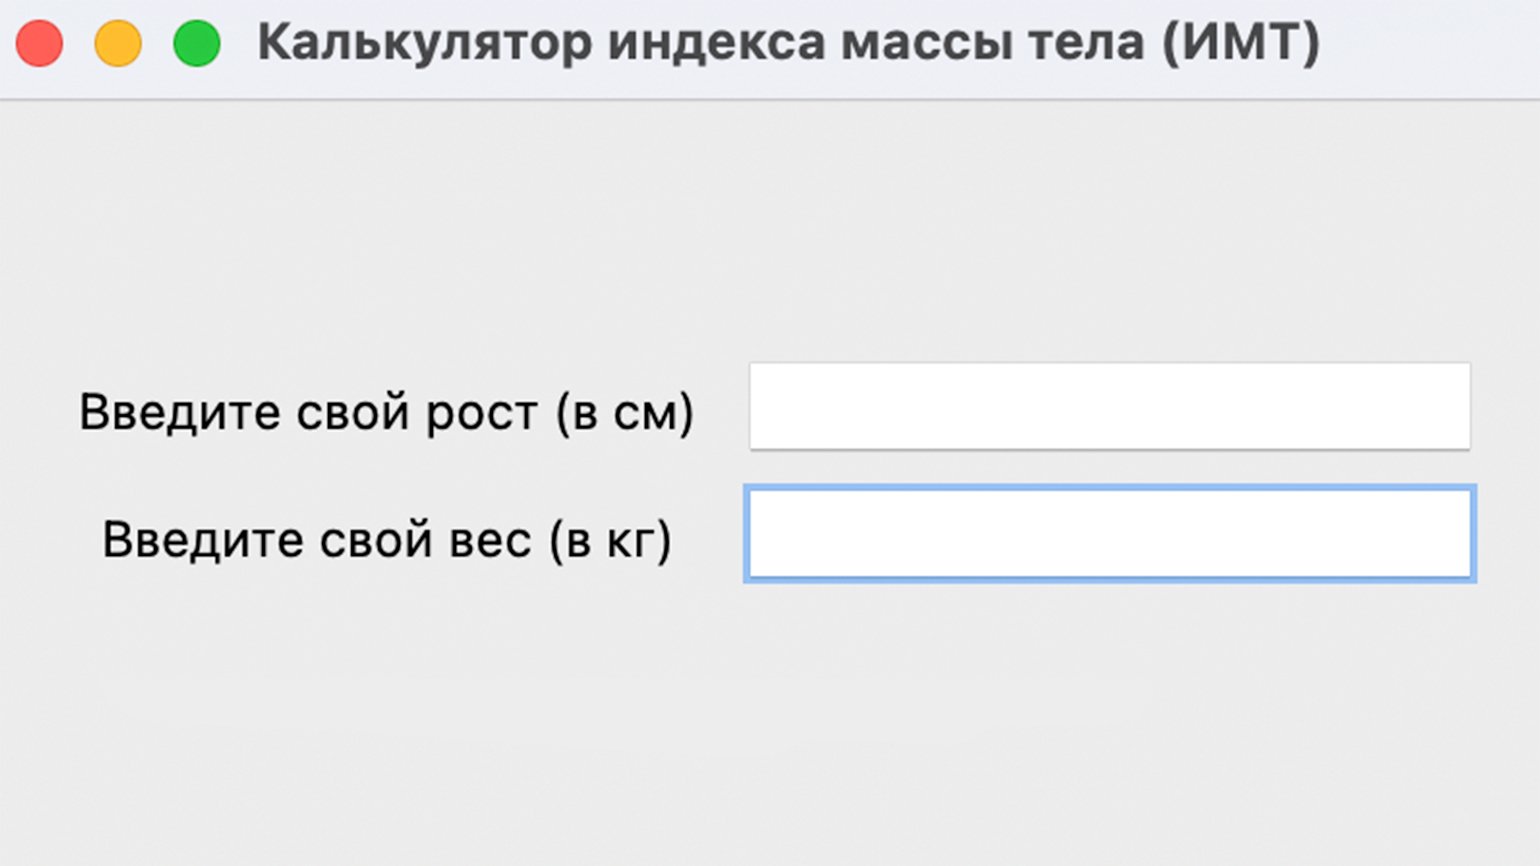 Калькулятор индекса массы тела (ИМТ)
Введите свой рост (в см)
Введите свой вес (в кг)